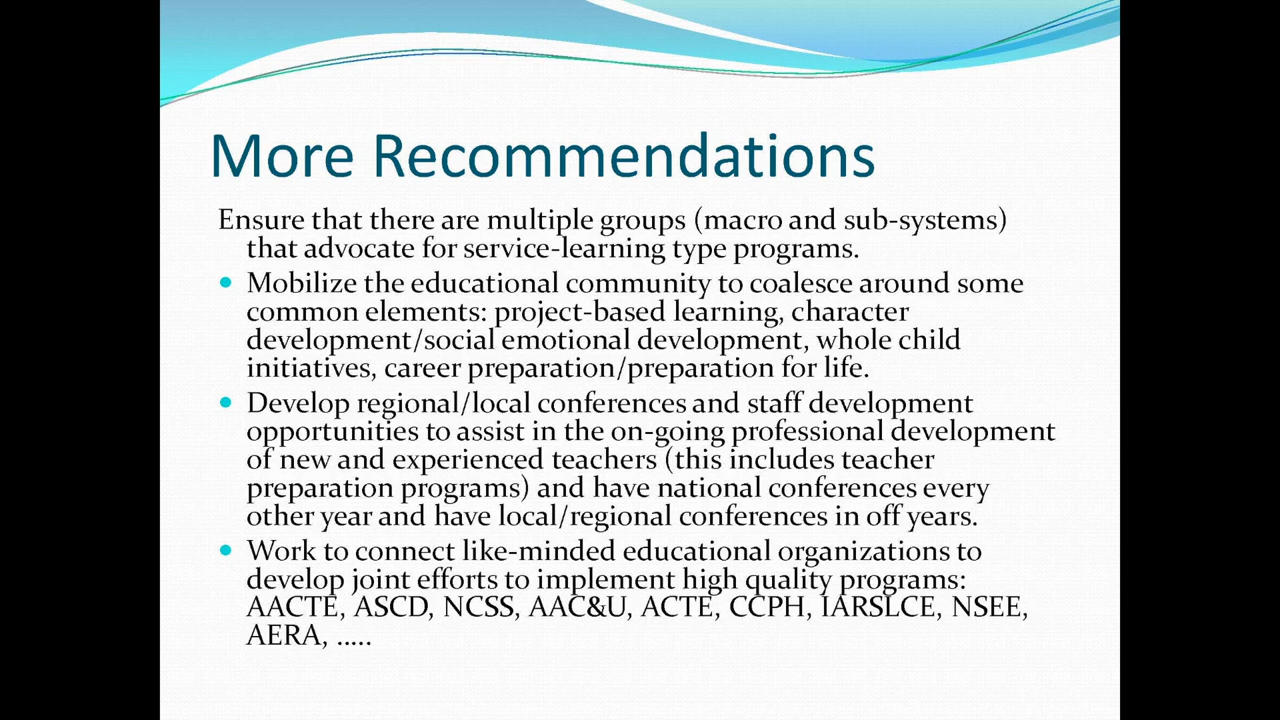 More Recommendations
Ensure that there are multiple groups (macro and sub-systems)
that advocate for service-learning type programs.
• Mobilize the educational community to coalesce around some
common elements: project-based learning, character
development/social emotional development, whole child
initiatives, career preparation/preparation for life.
• Develop regional/local conferences and staff development
opportunities to assist in the on-going professional development
of new and experienced teachers (this includes teacher
preparation programs) and have national conferences every
other year and have local/regional conferences in off years.
• Work to connect like-minded educational organizations to
develop joint efforts to implement high quality programs:
AACTE, ASCD, NCSS, AAC&U, ACTE, CCPH, IARSLCE, NSEE,
AERA, .....